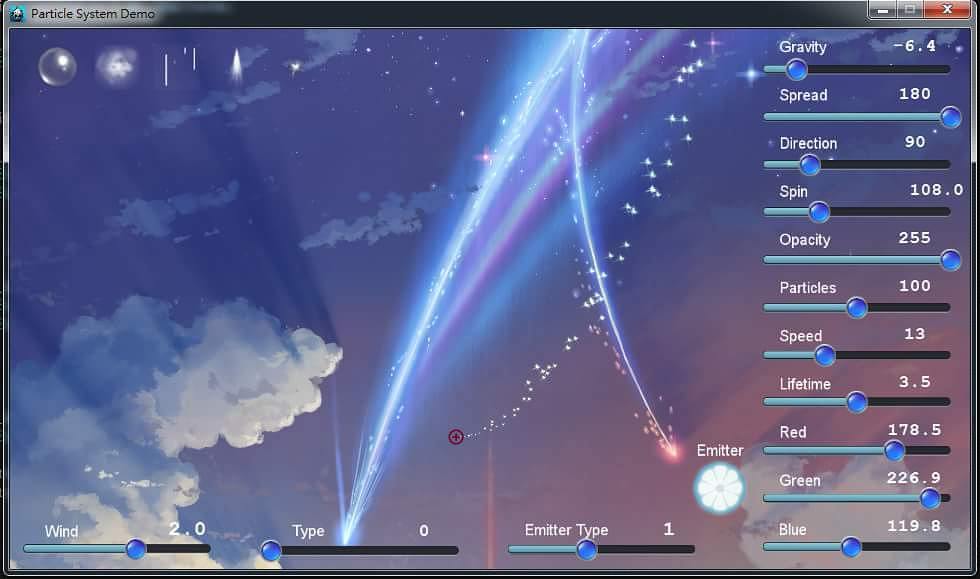 Particle System Demo
Gravity -6.4
Spread 180
Direction 90
Spin 108.0
Opacity 255
Particles 100
Speed 13
Lifetime 3.5
Red 178.5
Emitter
Green 226.9
Wind 2.0
Type 0
Emitter Type 1
Blue 119.8